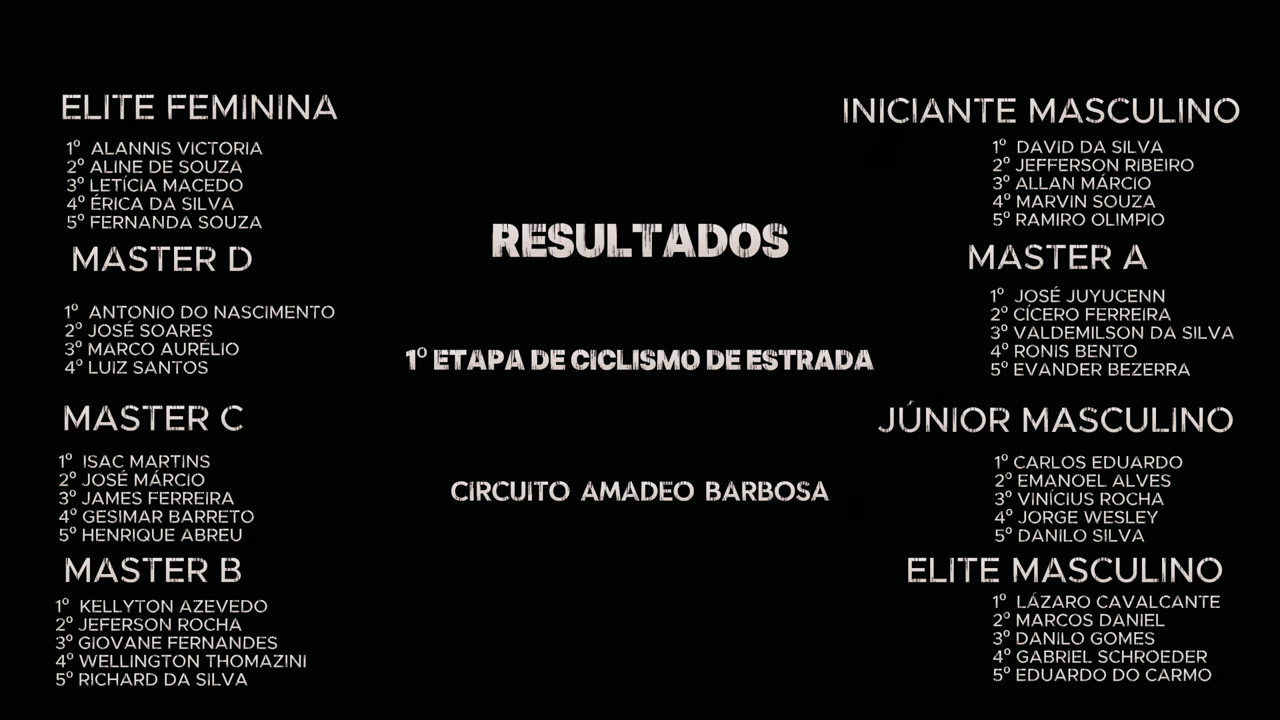 ELITE FEMININA
1º ALANNIS VICTORIA
2º ALINE DE SOUZA
3º LETÍCIA MACEDO
4º ÉRICA DA SILVA
5º FERNANDA SOUZA
MASTER D
1º ANTONIO DO NASCIMENTO
2º JOSÉ SOARES
3º MARCO AURÉLIO
4º LUIZ SANTOS
MASTER C
1º ISAC MARTINS
2º JOSÉ MÁRCIO
3º JAMES FERREIRA
4º GESIMAR BARRETO
5º HENRIQUE ABREU
MASTER B
1º KELLYTON AZEVEDO
2º JEFERSON ROCHA
3º GIOVANE FERNANDES
4º WELLINGTON THOMAZINI
5º RICHARD DA SILVA
RESULTADOS
1º ETAPA DE CICLISMO DE ESTRADA
CIRCUITO AMADEO BARBOSA
INICIANTE MASCULINO
1º DAVID DA SILVA
2º JEFFERSON RIBEIRO
3º ALLAN MÁRCIO
4º MARVIN SOUZA
5º RAMIRO OLIMPIO
MASTER A
1º JOSÉ JUYUCENN
2º CÍCERO FERREIRA
3º VALDEMILSON DA SILVA
4º RONIS BENTO
5º EVANDER BEZERRA
JÚNIOR MASCULINO
1º CARLOS EDUARDO
2º EMANOEL ALVES
3º VINÍCIUS ROCHA
4º JORGE WESLEY
5º DANILO SILVA
ELITE MASCULINO
1º LÁZARO CAVALCANTE
2º MARCOS DANIEL
3º DANILO GOMES
4º GABRIEL SCHROEDER
5º EDUARDO DO CARMO